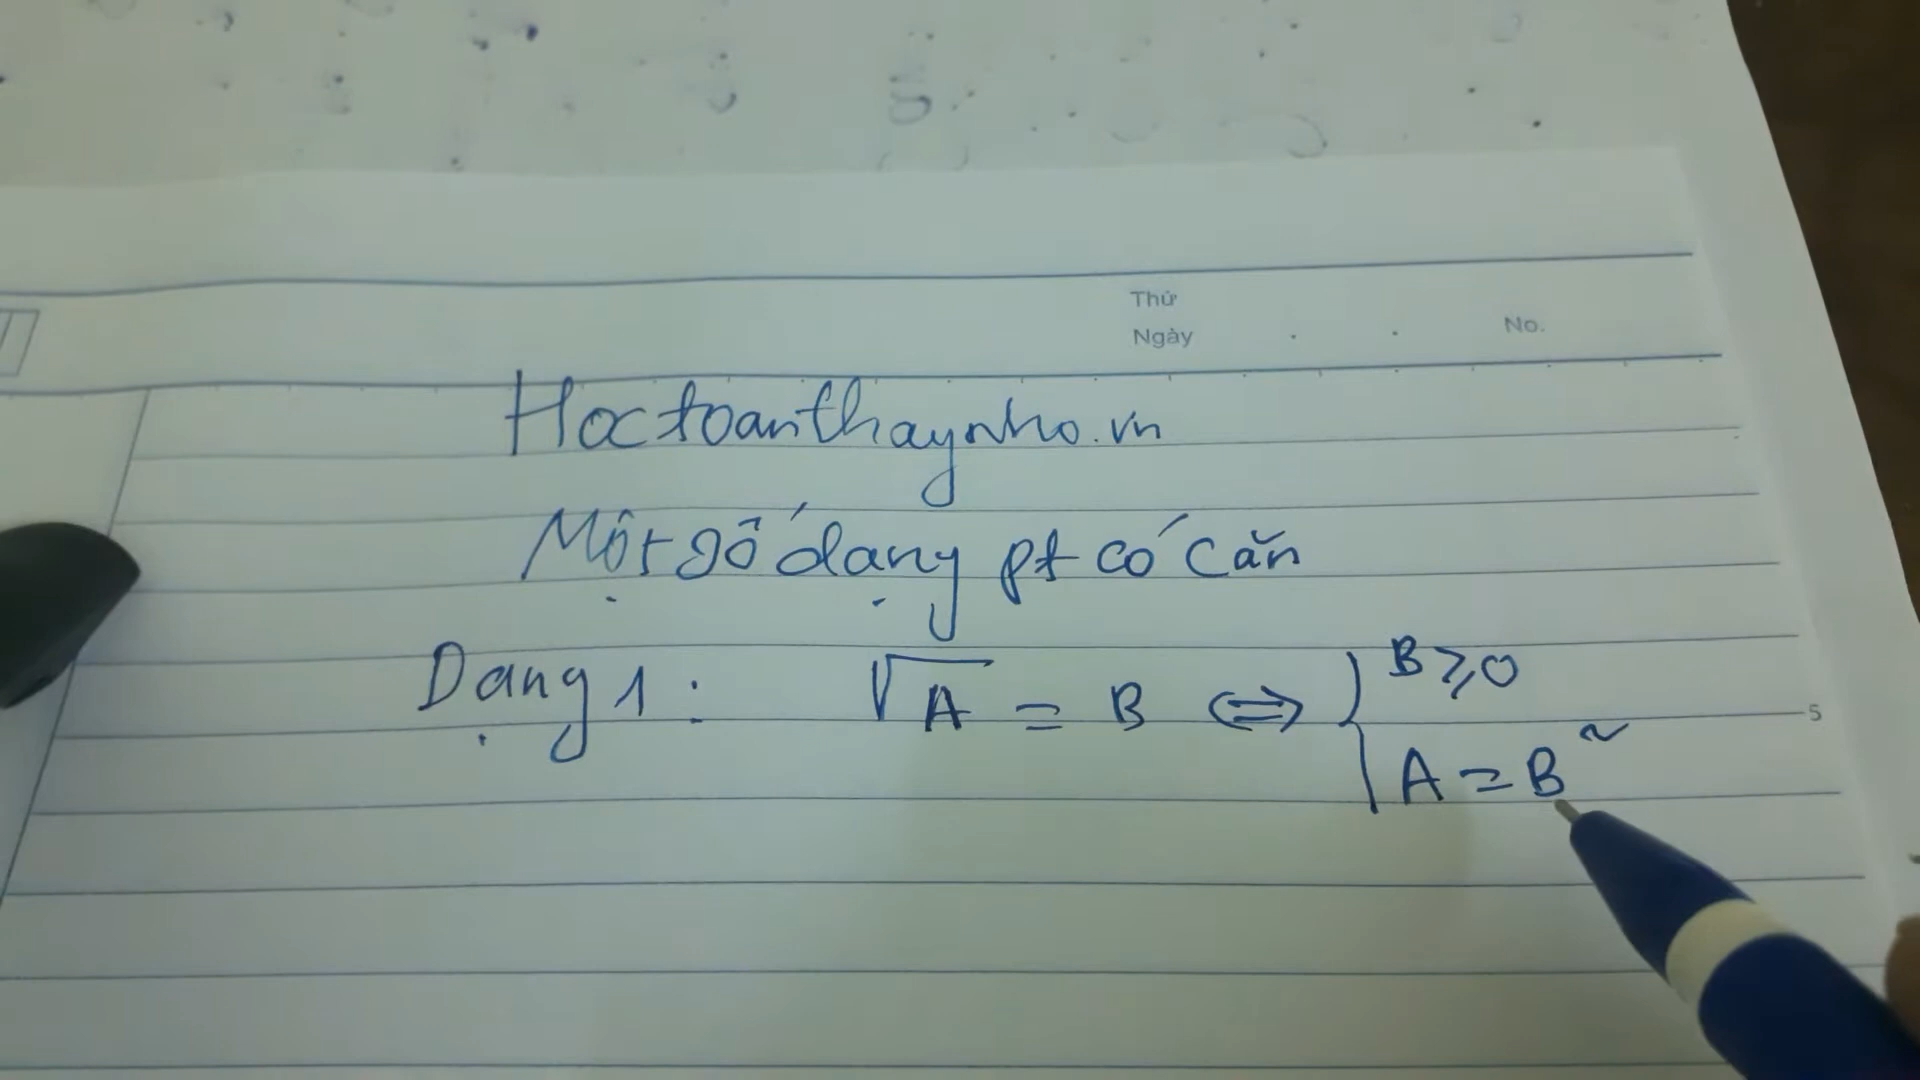 Thứ
Ngày . . No.
Hoctoanthaynho.vn
Một số dạng pt có căn
Dạng 1 : √A = B ⇔ { B ≥ 0
A = B²
5